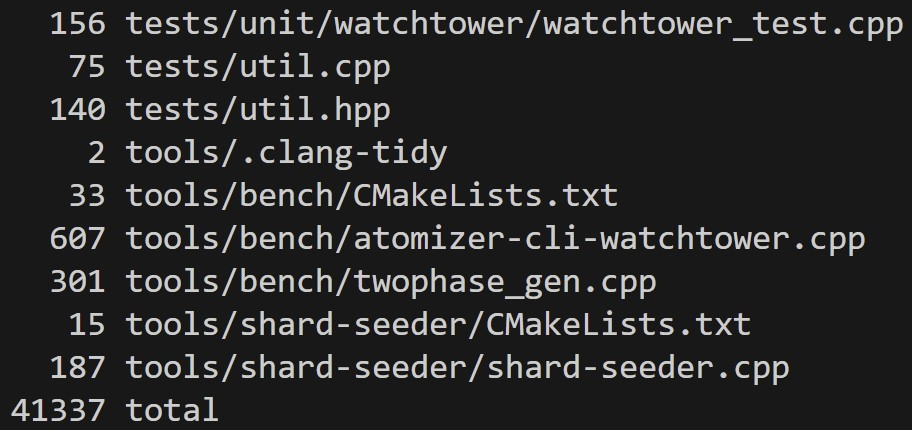 156 tests/unit/watchtower/watchtower_test.cpp
75 tests/util.cpp
140 tests/util.hpp
2 tools/.clang-tidy
33 tools/bench/CMakeLists.txt
607 tools/bench/atomizer-cli-watchtower.cpp
301 tools/bench/twophase_gen.cpp
15 tools/shard-seeder/CMakeLists.txt
187 tools/shard-seeder/shard-seeder.cpp
41337 total